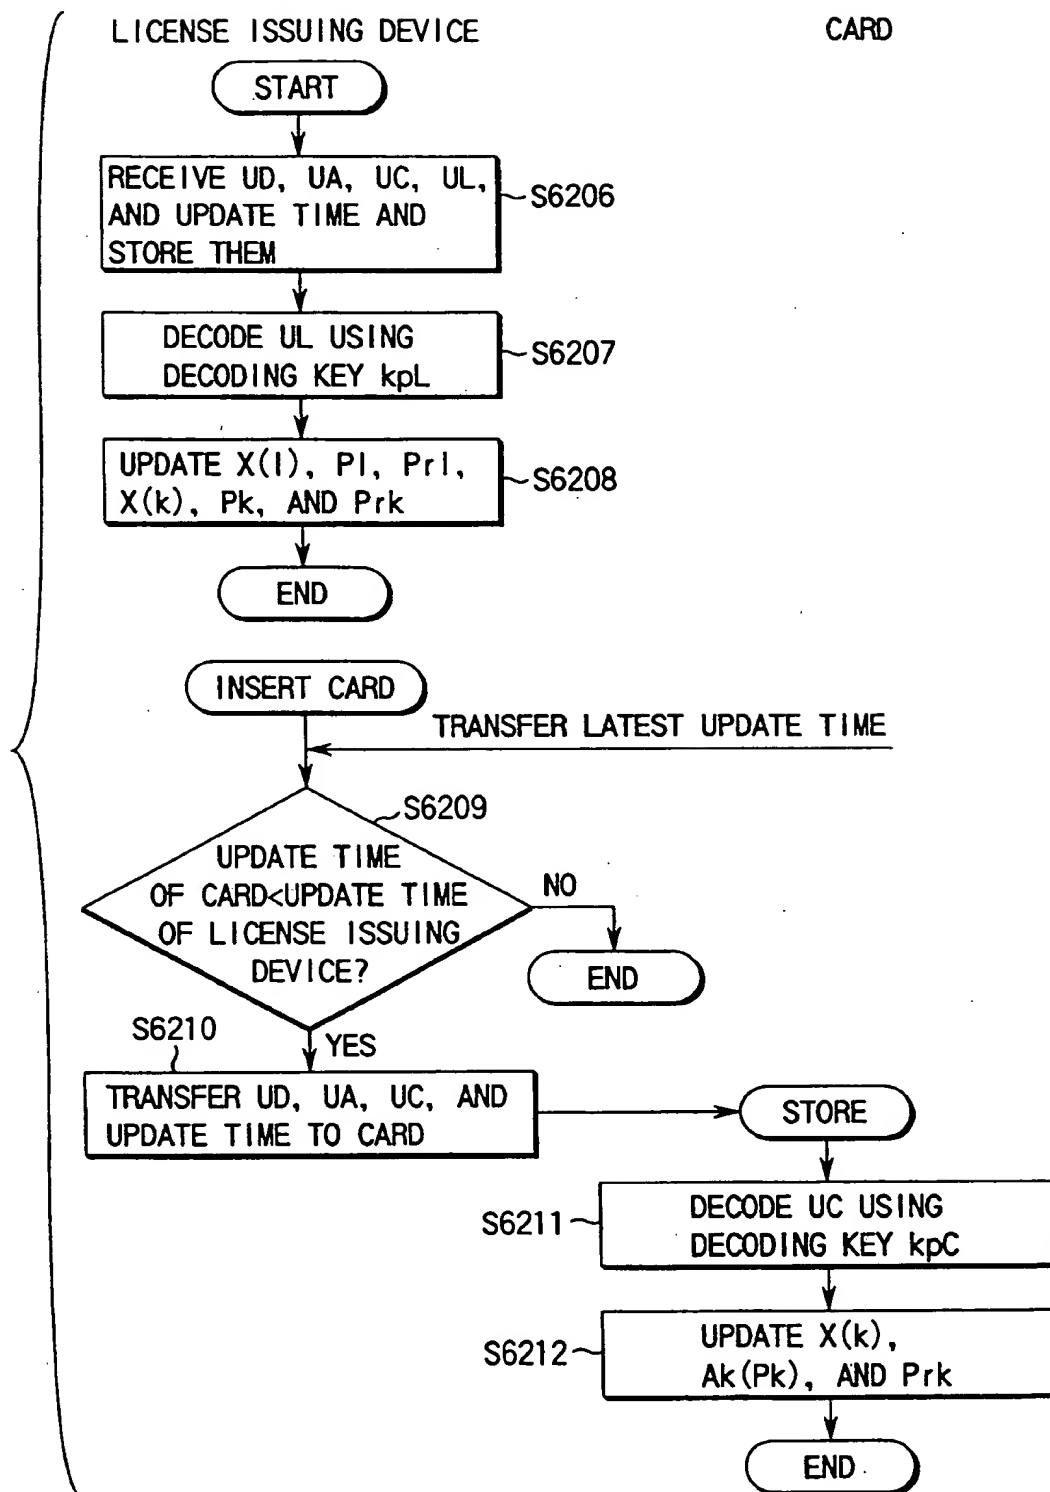 LICENSE ISSUING DEVICE
CARD
START
RECEIVE UD, UA, UC, UL,
AND UPDATE TIME AND
STORE THEM
S6206
DECODE UL USING
DECODING KEY kpL
S6207
UPDATE X(l), Pl, Prl,
X(k), Pk, AND Prk
S6208
END
INSERT CARD
TRANSFER LATEST UPDATE TIME
S6209
UPDATE TIME
OF CARD<UPDATE TIME
OF LICENSE ISSUING
DEVICE?
NO
END
S6210
YES
TRANSFER UD, UA, UC, AND
UPDATE TIME TO CARD
STORE
S6211
DECODE UC USING
DECODING KEY kpC
S6212
UPDATE X(k),
Ak(Pk), AND Prk
END